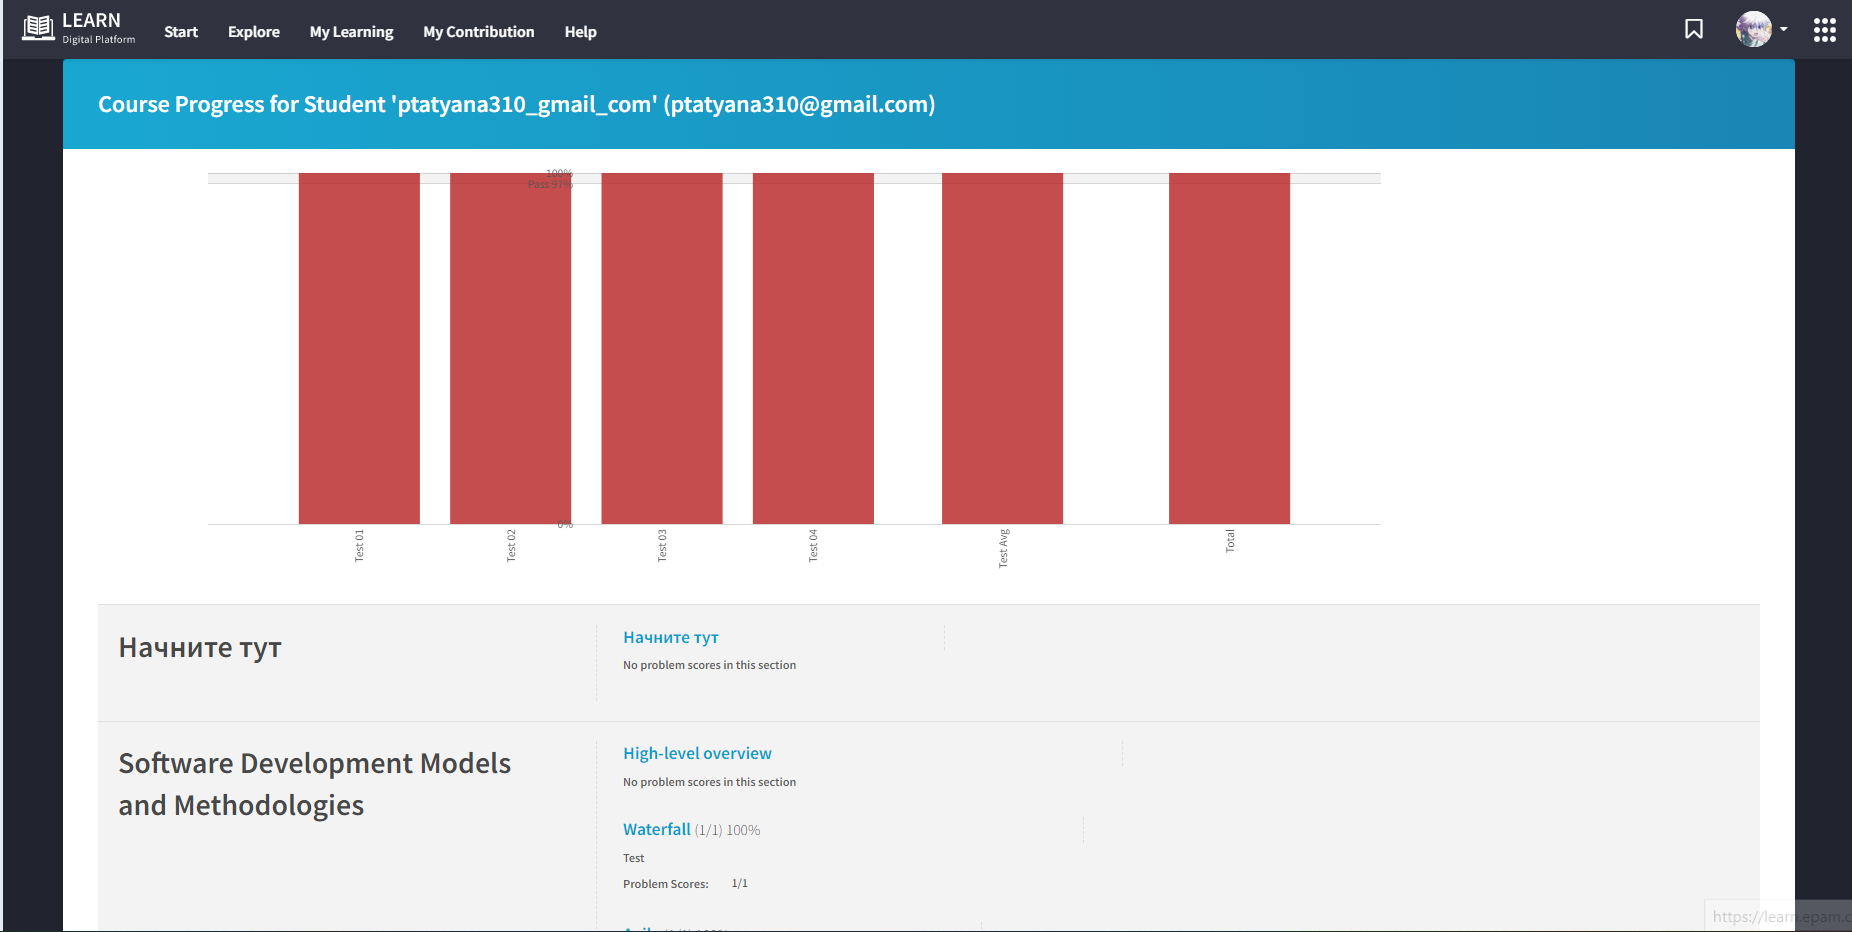 LEARN
Digital Platform
Start
Explore
My Learning
My Contribution
Help
Course Progress for Student 'ptatyana310_gmail_com' (ptatyana310@gmail.com)
100%
Pass 97%
0%
Test 01
Test 02
Test 03
Test 04
Test Avg
Total
Начните тут
Начните тут
No problem scores in this section
Software Development Models
and Methodologies
High-level overview
No problem scores in this section
Waterfall (1/1) 100%
Test
Problem Scores: 1/1
https://learn.epam.c